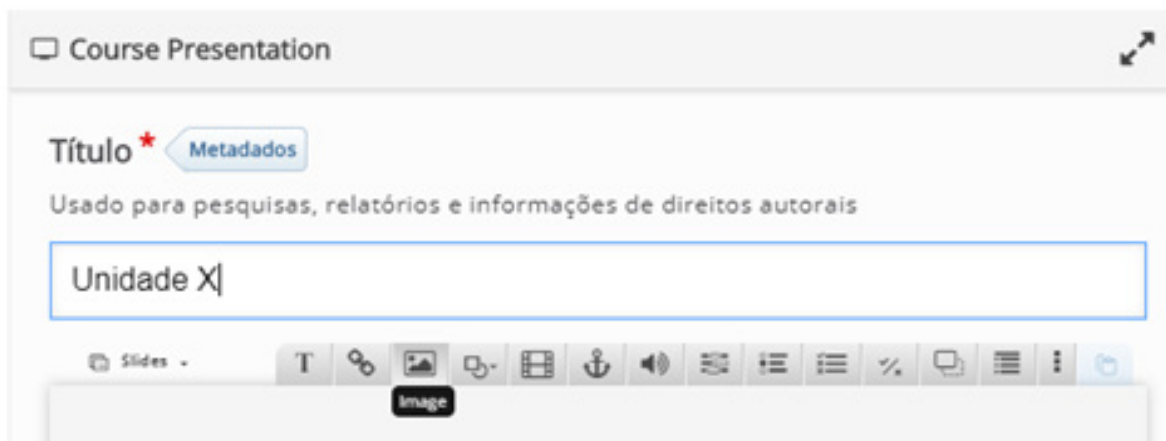 Course Presentation
Título * Metadados
Usado para pesquisas, relatórios e informações de direitos autorais
Unidade X
Slides
T
Image